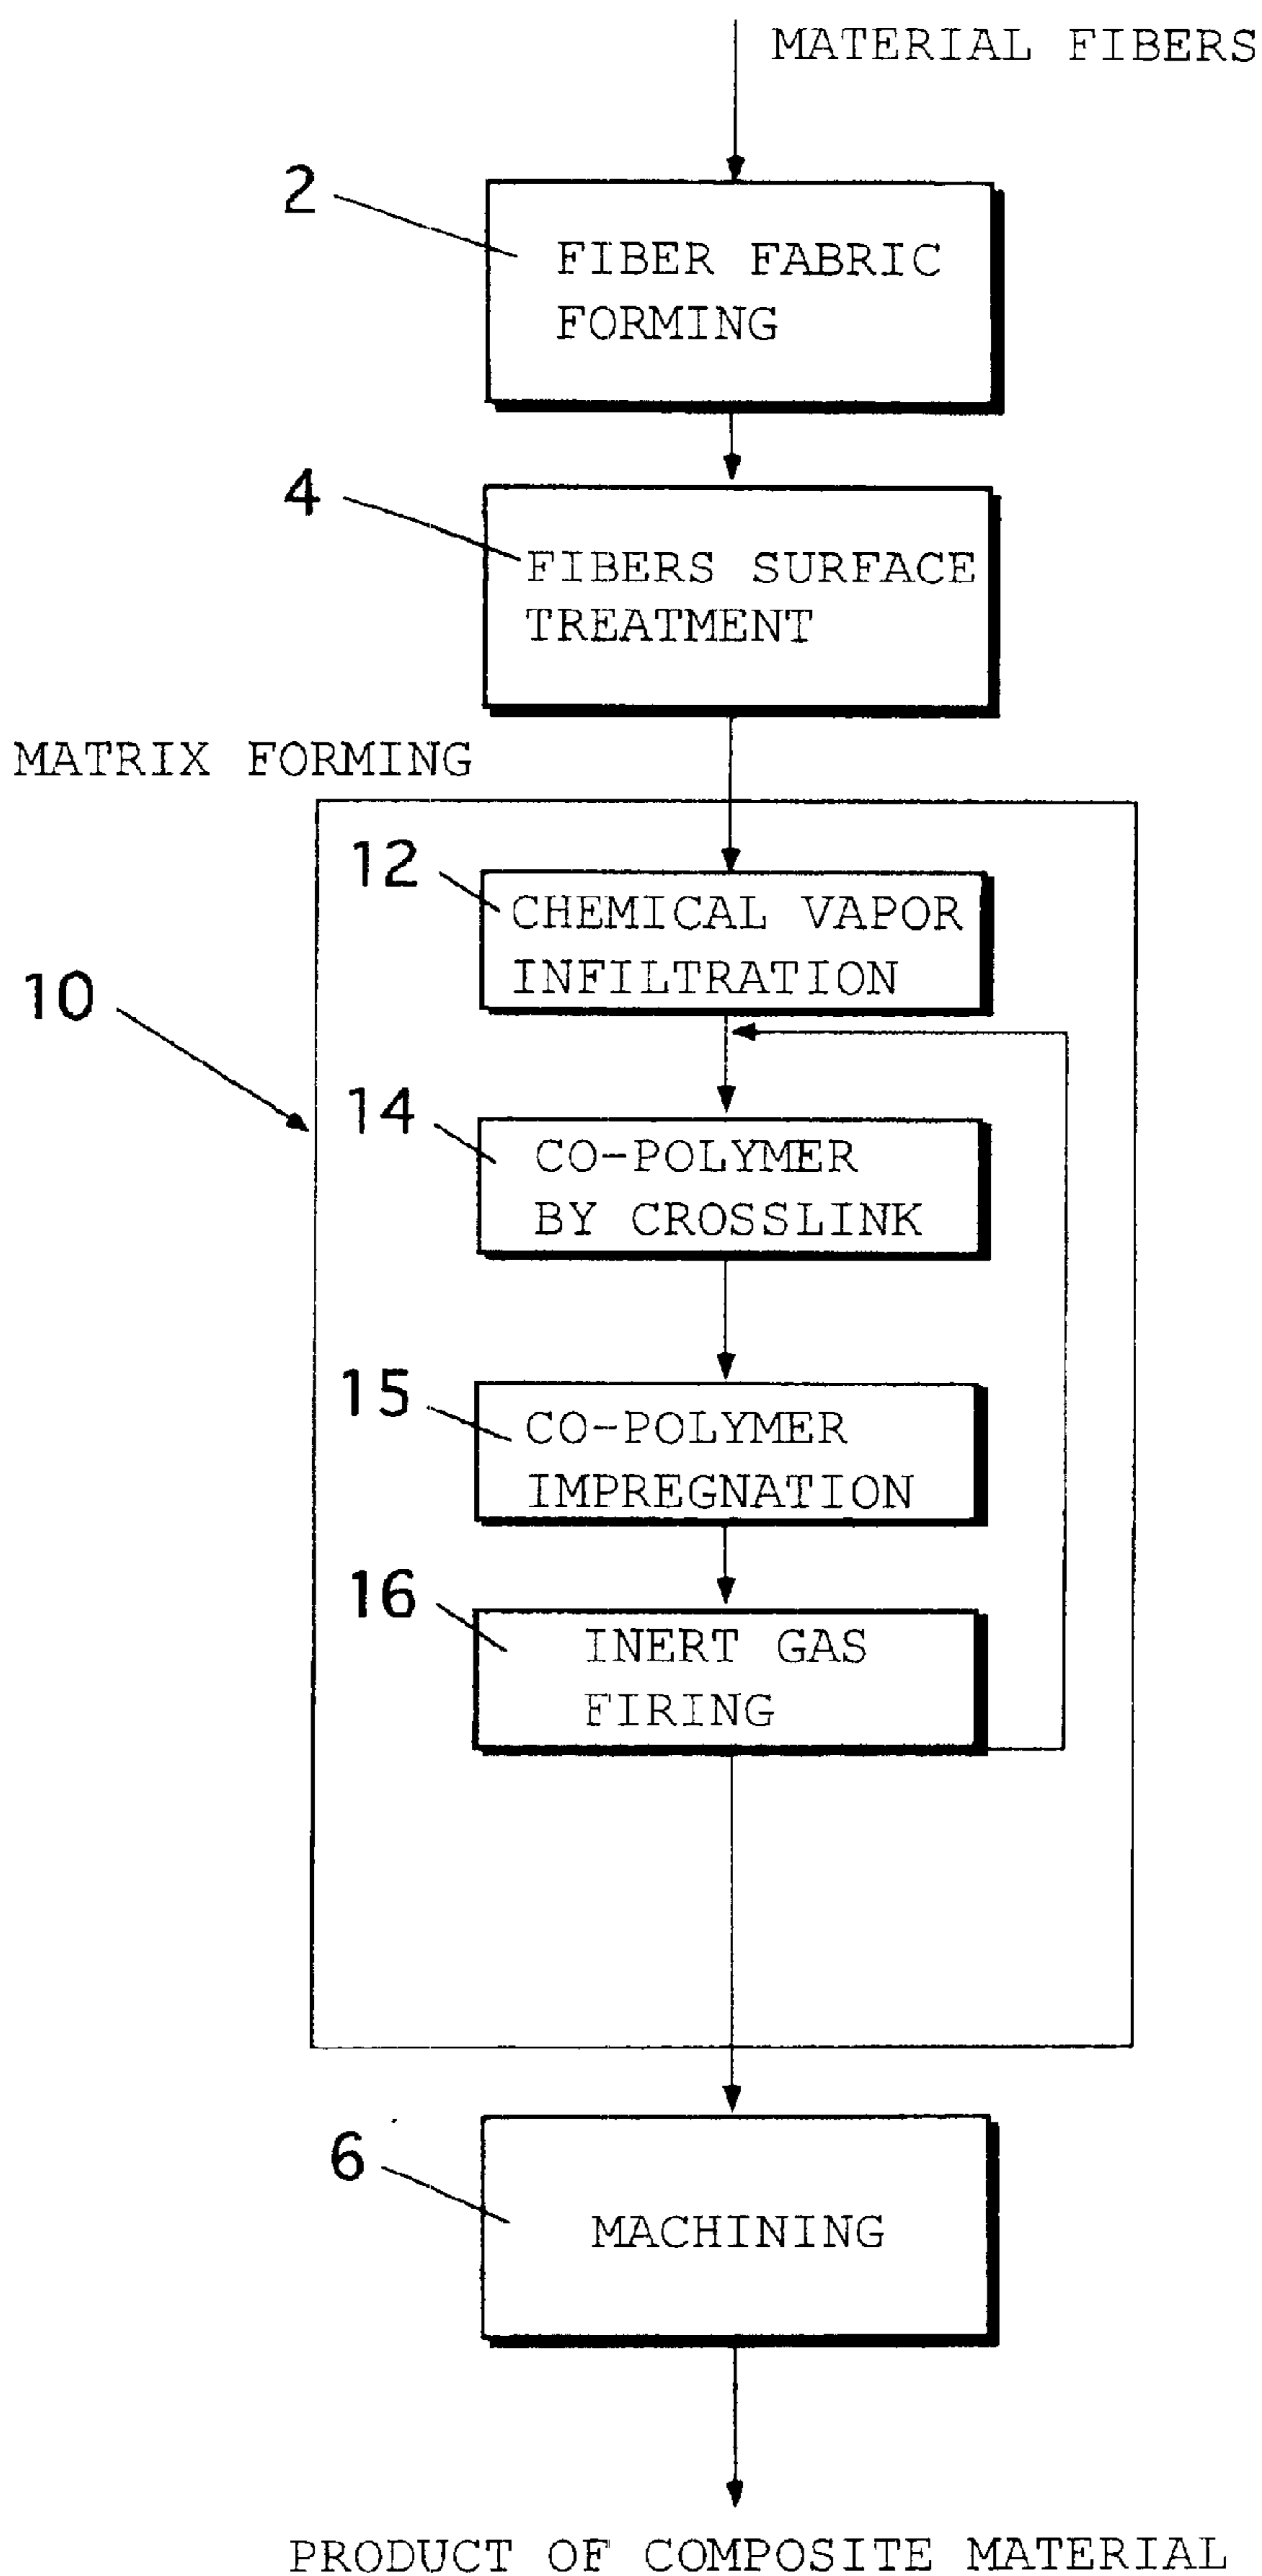 MATERIAL FIBERS
2
FIBER FABRIC
FORMING
4
FIBERS SURFACE
TREATMENT
MATRIX FORMING
12
CHEMICAL VAPOR
INFILTRATION
10
14
CO-POLYMER
BY CROSSLINK
15
CO-POLYMER
IMPREGNATION
16
INERT GAS
FIRING
6
MACHINING
PRODUCT OF COMPOSITE MATERIAL